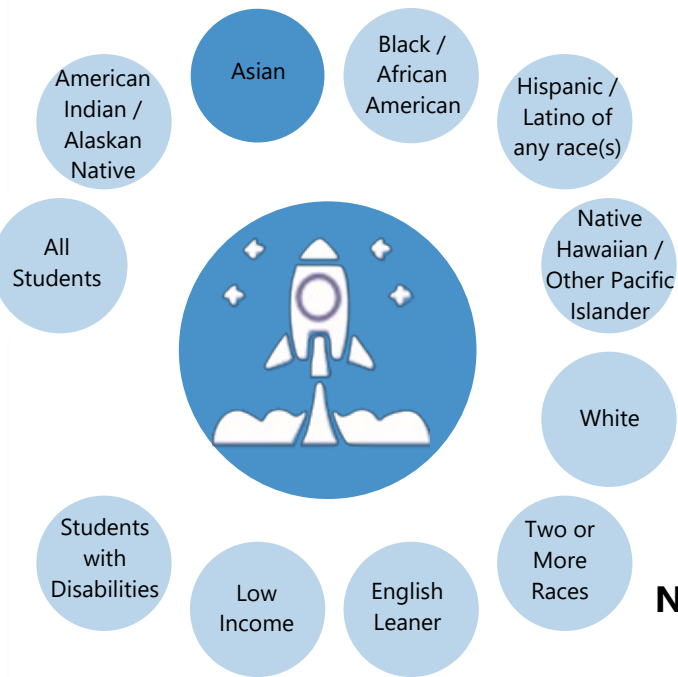 American
Indian /
Alaskan
Native
Asian
Black /
African
American
Hispanic /
Latino of
any race(s)
All
Students
Native
Hawaiian /
Other Pacific
Islander
White
Students
with
Disabilities
Low
Income
English
Leaner
Two or
More
Races
N